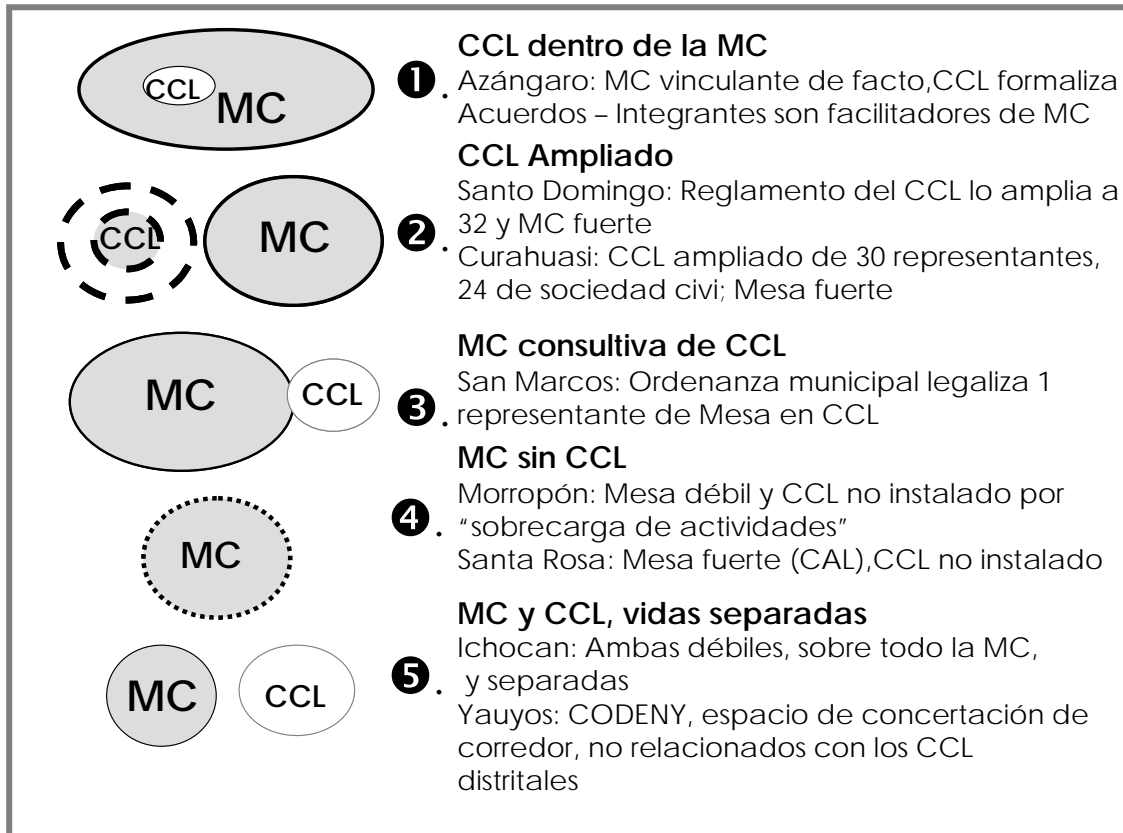 CCL dentro de la MC
CCL MC ❶. Azángaro: MC vinculante de facto,CCL formaliza
Acuerdos – Integrantes son facilitadores de MC
CCL Ampliado
Santo Domingo: Reglamento del CCL lo amplia a
CCL MC ❷. 32 y MC fuerte
Curahuasi: CCL ampliado de 30 representantes,
24 de sociedad civi; Mesa fuerte
MC consultiva de CCL
San Marcos: Ordenanza municipal legaliza 1
MC CCL ❸. representante de Mesa en CCL
MC sin CCL
Morropón: Mesa débil y CCL no instalado por
MC ❹. “sobrecarga de actividades”
Santa Rosa: Mesa fuerte (CAL),CCL no instalado
MC y CCL, vidas separadas
Ichocan: Ambas débiles, sobre todo la MC,
MC CCL ❺. y separadas
Yauyos: CODENY, espacio de concertación de
corredor, no relacionados con los CCL
distritales